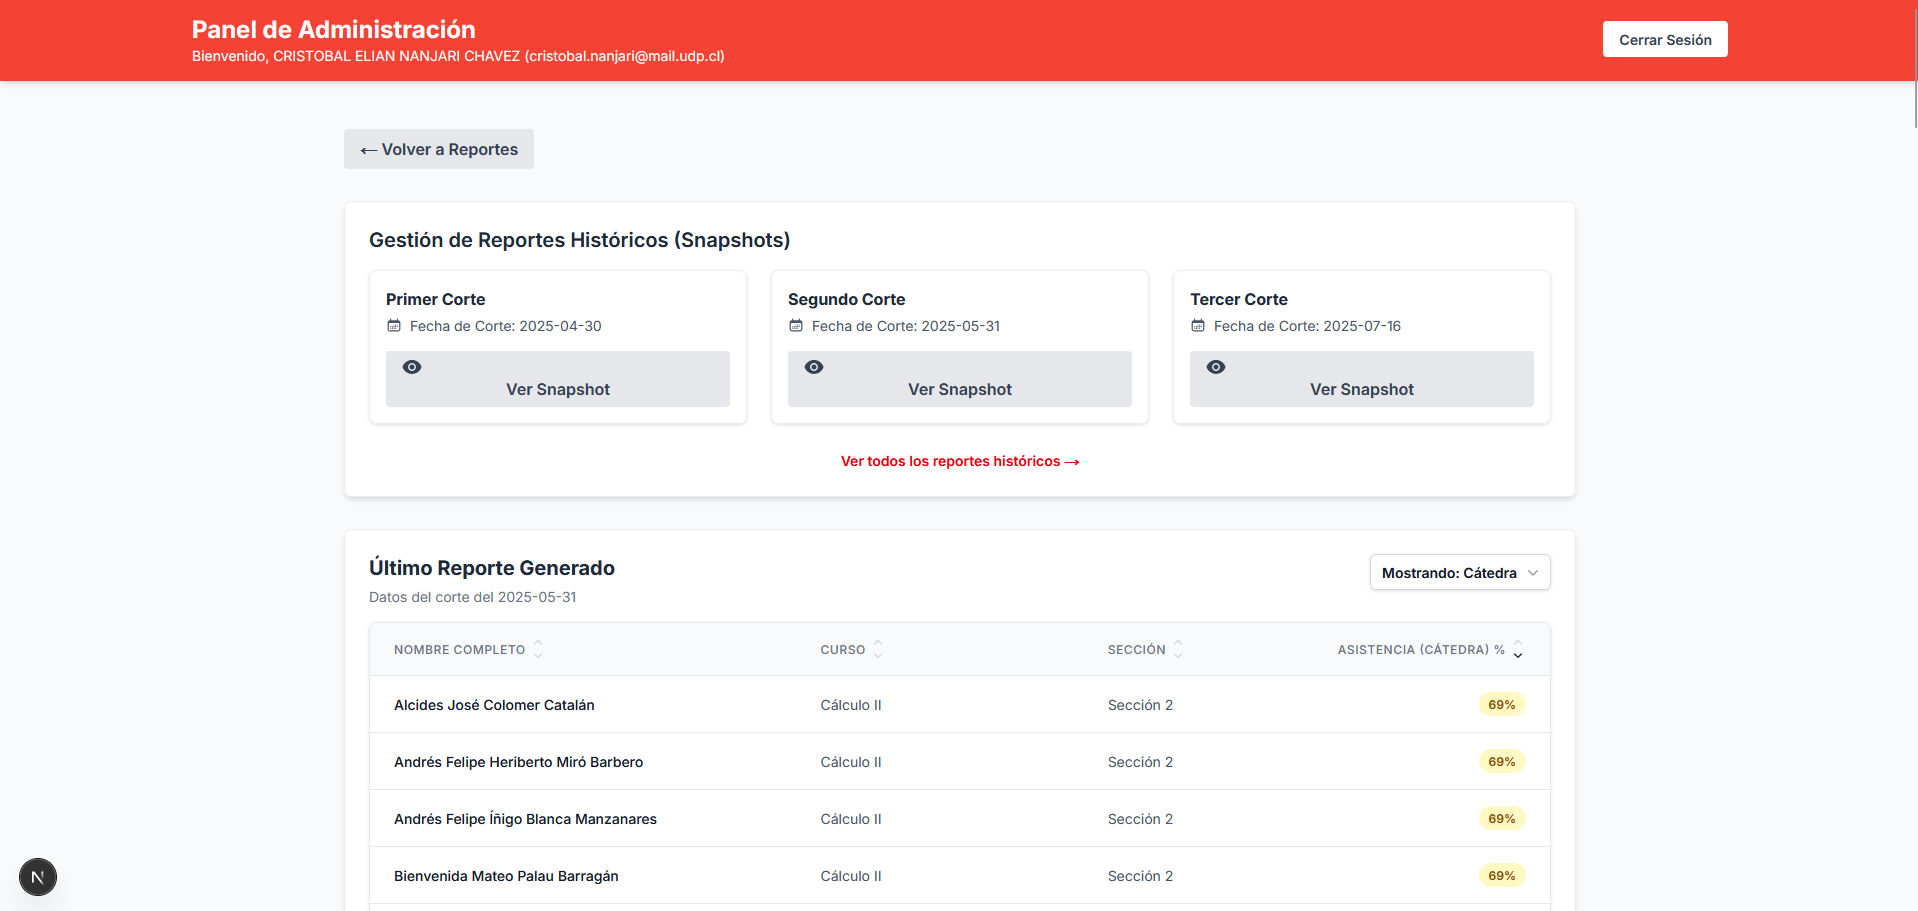 Panel de Administración
Bienvenido, CRISTOBAL ELIAN NANJARI CHAVEZ (cristobal.nanjari@mail.udp.cl)
Cerrar Sesión
← Volver a Reportes
Gestión de Reportes Históricos (Snapshots)
Primer Corte
Fecha de Corte: 2025-04-30
Ver Snapshot
Segundo Corte
Fecha de Corte: 2025-05-31
Ver Snapshot
Tercer Corte
Fecha de Corte: 2025-07-16
Ver Snapshot
Ver todos los reportes históricos →
Último Reporte Generado
Datos del corte del 2025-05-31
Mostrando: Cátedra
NOMBRE COMPLETO CURSO SECCIÓN ASISTENCIA (CÁTEDRA) %
Alcides José Colomer Catalán Cálculo II Sección 2 69%
Andrés Felipe Heriberto Miró Barbero Cálculo II Sección 2 69%
Andrés Felipe Íñigo Blanca Manzanares Cálculo II Sección 2 69%
Bienvenida Mateo Palau Barragán Cálculo II Sección 2 69%
N